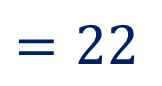 = 22